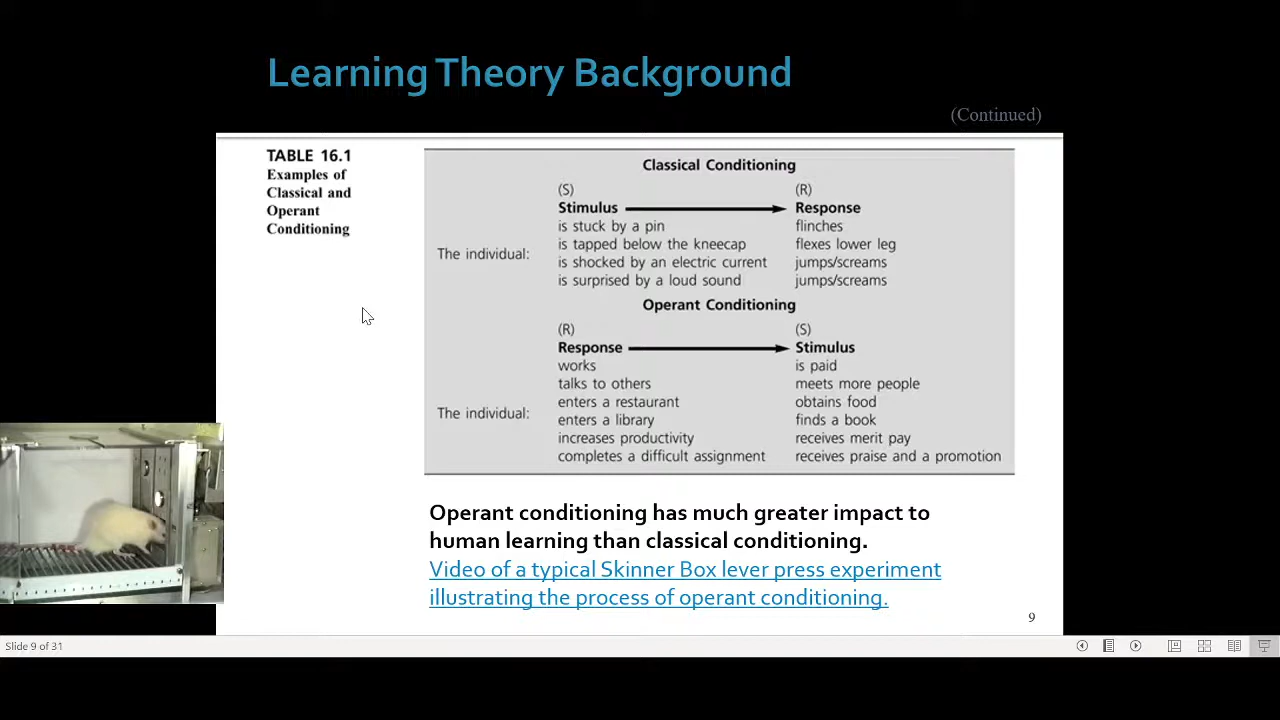 Learning Theory Background
(Continued)
TABLE 16.1
Examples of
Classical and
Operant
Conditioning
Classical Conditioning
(S) (R)
Stimulus Response
The individual:
is stuck by a pin flinches
is tapped below the kneecap flexes lower leg
is shocked by an electric current jumps/screams
is surprised by a loud sound jumps/screams
Operant Conditioning
(R) (S)
Response Stimulus
The individual:
works is paid
talks to others meets more people
enters a restaurant obtains food
enters a library finds a book
increases productivity receives merit pay
completes a difficult assignment receives praise and a promotion
Operant conditioning has much greater impact to
human learning than classical conditioning.
Video of a typical Skinner Box lever press experiment
illustrating the process of operant conditioning.
9
Slide 9 of 31